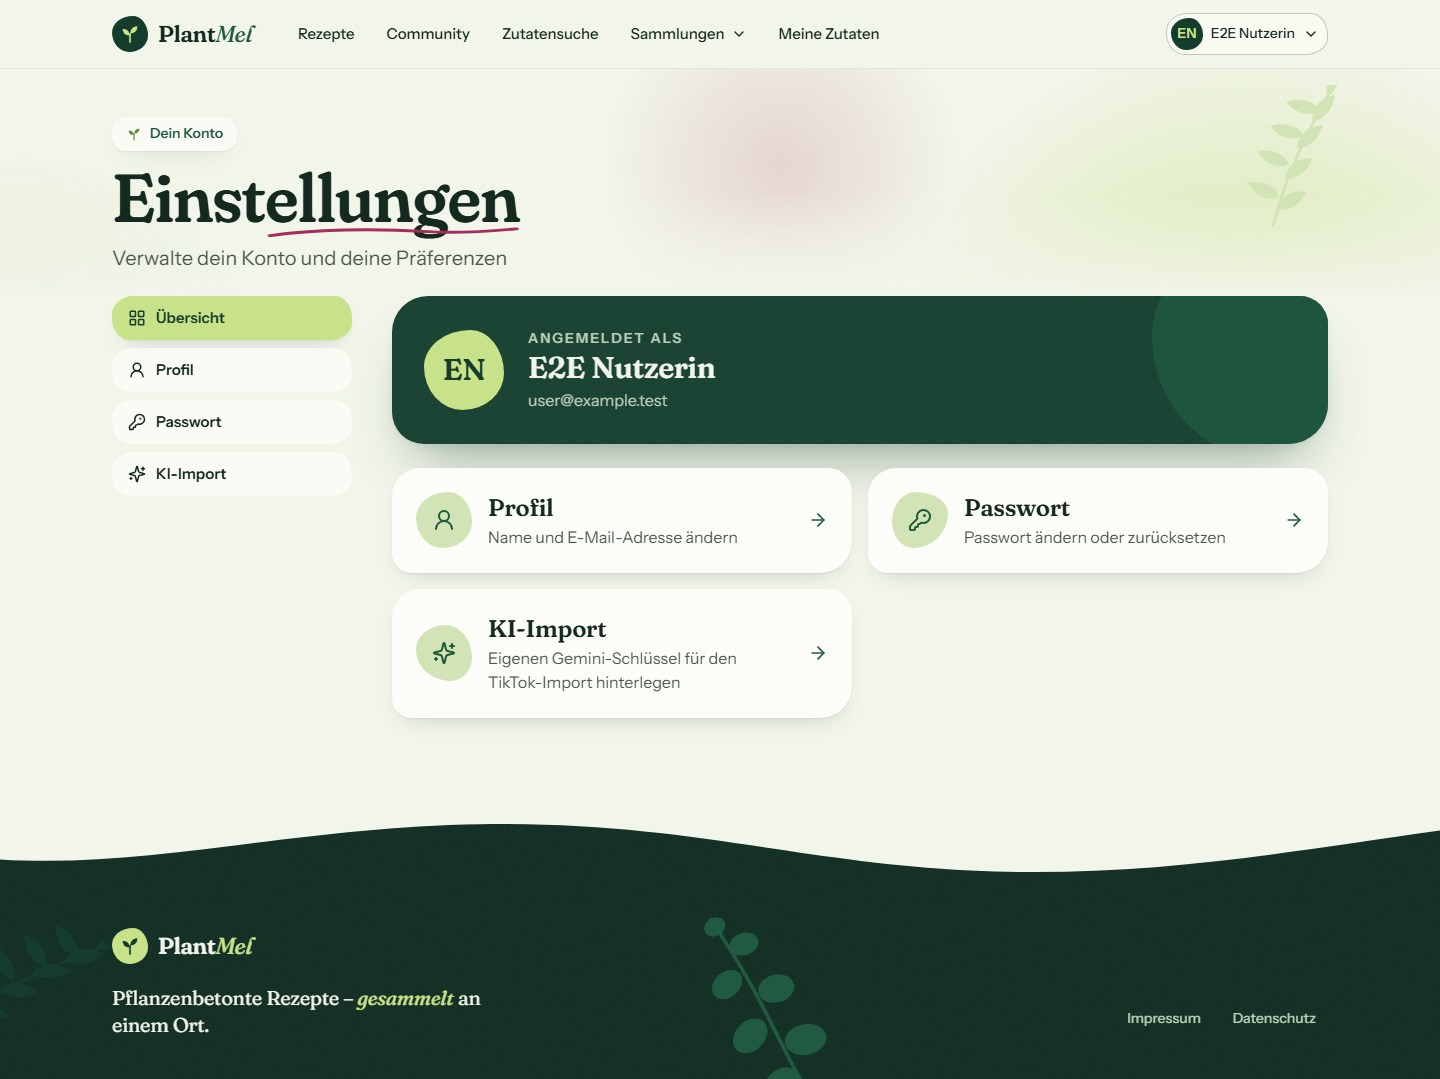 PlantMel
Rezepte
Community
Zutatensuche
Sammlungen
Meine Zutaten
EN
E2E Nutzerin
Dein Konto
Einstellungen
Verwalte dein Konto und deine Präferenzen
Übersicht
Profil
Passwort
KI-Import
EN
ANGEMELDET ALS
E2E Nutzerin
user@example.test
Profil
Name und E-Mail-Adresse ändern
Passwort
Passwort ändern oder zurücksetzen
KI-Import
Eigenen Gemini-Schlüssel für den
TikTok-Import hinterlegen
PlantMel
Pflanzenbetonte Rezepte – gesammelt an
einem Ort.
Impressum
Datenschutz